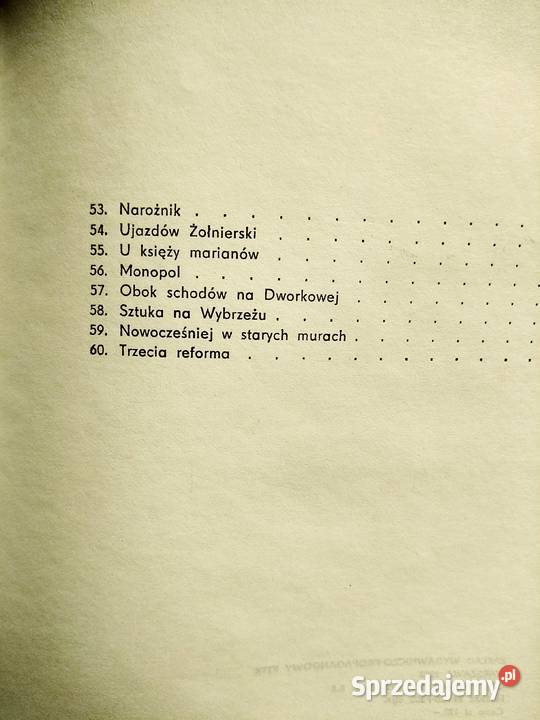 53. Narożnik . . . . . . . . . . . .
54. Ujazdów Żołnierski . . . . . . . . . .
55. U księży marianów . . . . . . . . . .
56. Monopol . . . . . . . . . . . .
57. Obok schodów na Dworkowej . . . . . . .
58. Sztuka na Wybrzeżu . . . . . . . . . .
59. Nowocześniej w starych murach . . . . . . .
60. Trzecia reforma . . . . . . . . . . .
Sprzedajemy.pl